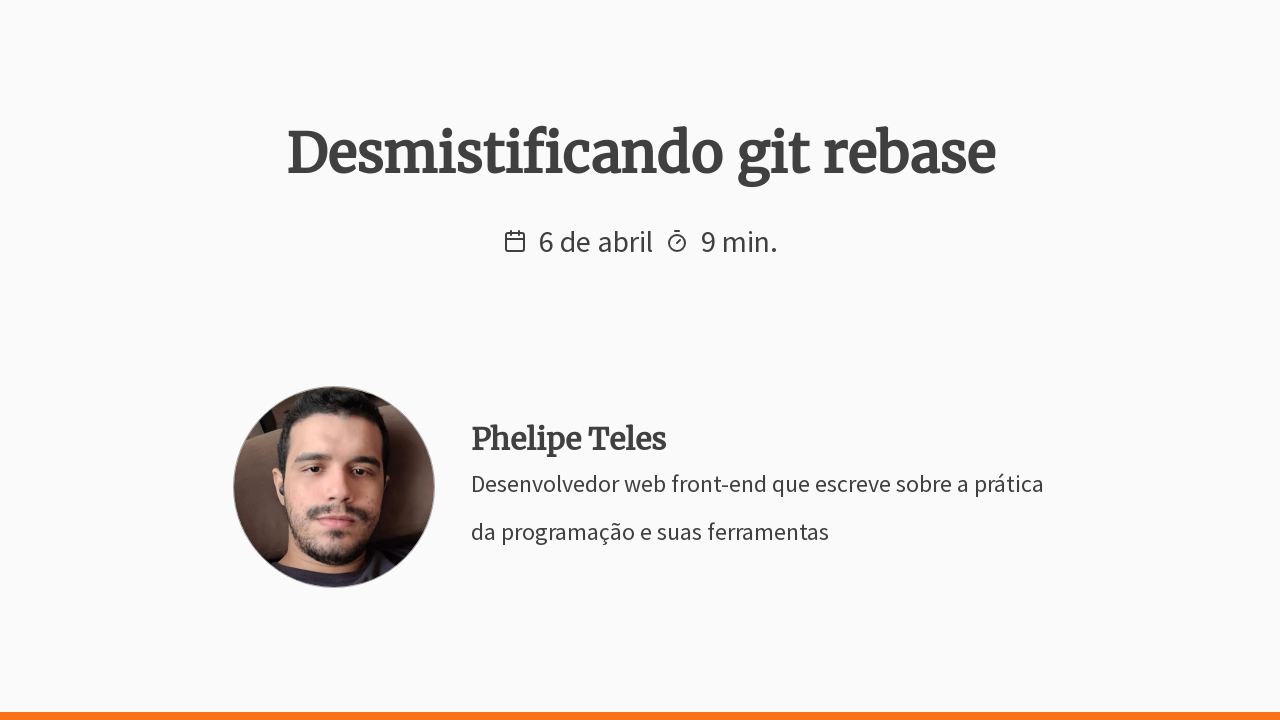 Desmistificando git rebase
6 de abril 9 min.
Phelipe Teles
Desenvolvedor web front-end que escreve sobre a prática
da programação e suas ferramentas